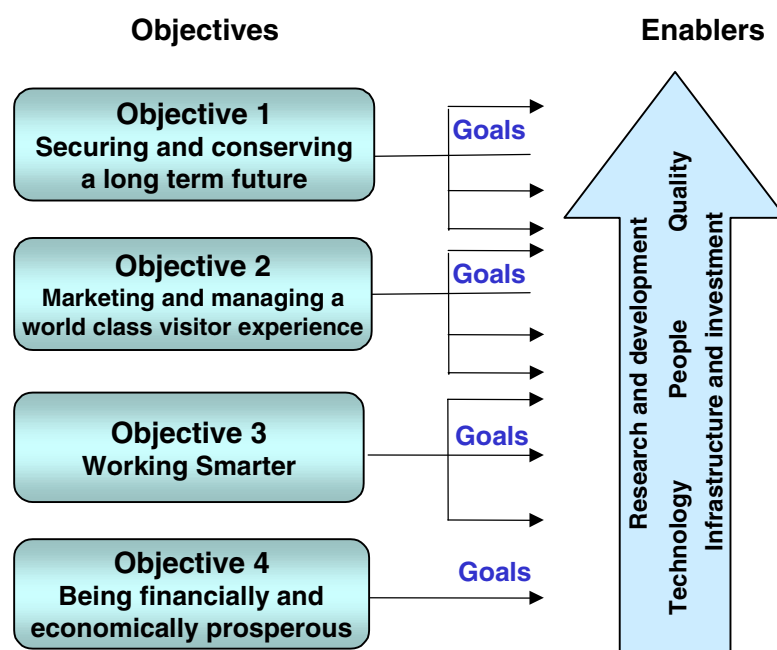 Objectives
Enablers
Objective 1
Securing and conserving
a long term future
Goals
Objective 2
Marketing and managing a
world class visitor experience
Goals
Objective 3
Working Smarter
Goals
Objective 4
Being financially and
economically prosperous
Goals
Research and development
Technology People Quality
Infrastructure and investment